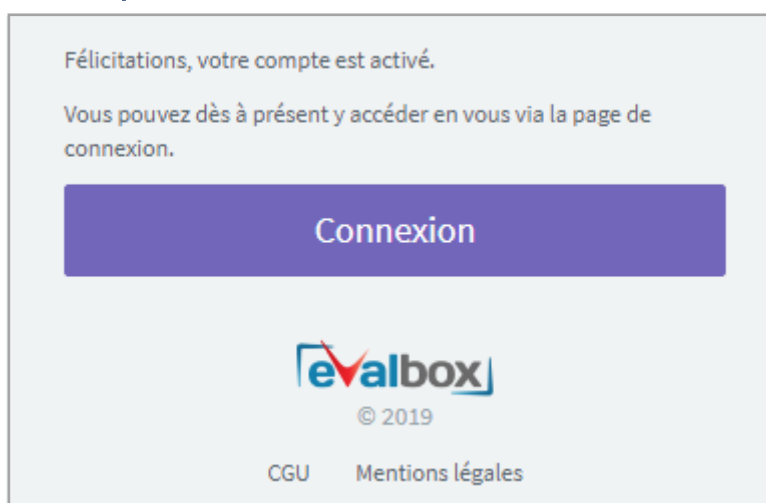 Félicitations, votre compte est activé.
Vous pouvez dès à présent y accéder en vous via la page de
connexion.
Connexion
evalbox
© 2019
CGU Mentions légales